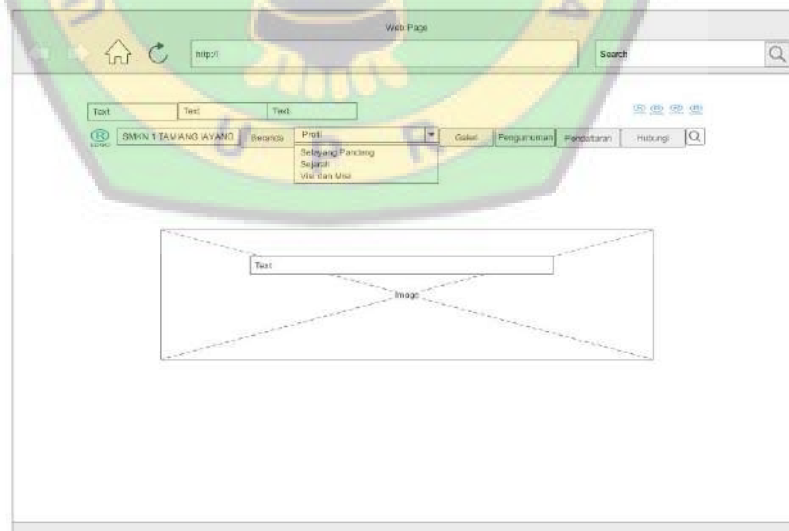 Web Page
http://
Search
Text Text Text
LOGO SMKN 1 TAMIANG LAYANG Beranda Profil Galeri Pengumuman Pendaftaran Hubungi
Selayang Pandang
Sejarah
Visi dan Misi
Text
Image
U P R